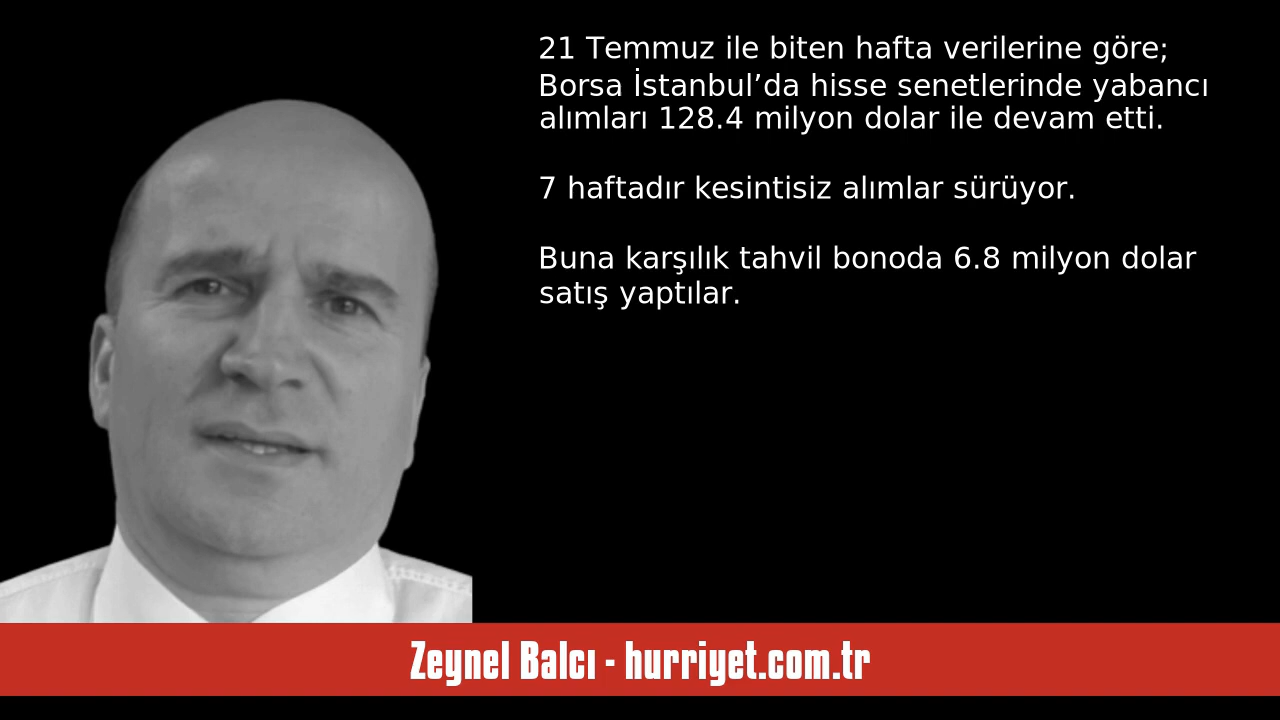 21 Temmuz ile biten hafta verilerine göre;
Borsa İstanbul’da hisse senetlerinde yabancı
alımları 128.4 milyon dolar ile devam etti.
7 haftadır kesintisiz alımlar sürüyor.
Buna karşılık tahvil bonoda 6.8 milyon dolar
satış yaptılar.
Zeynel Balcı - hurriyet.com.tr